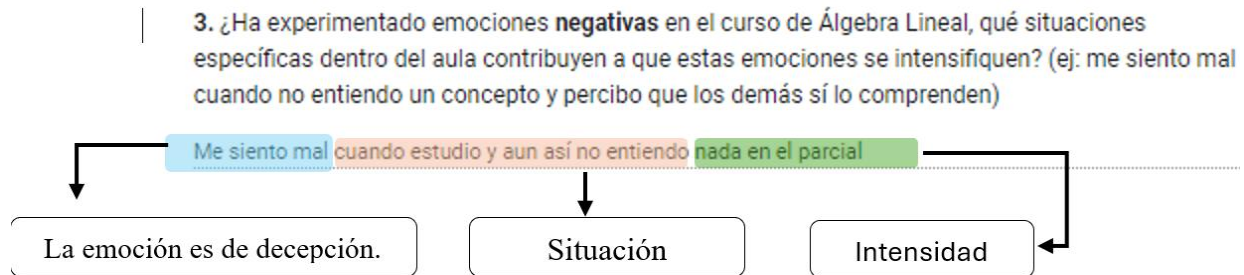 3. ¿Ha experimentado emociones negativas en el curso de Álgebra Lineal, qué situaciones
específicas dentro del aula contribuyen a que estas emociones se intensifiquen? (ej: me siento mal
cuando no entiendo un concepto y percibo que los demás sí lo comprenden)
Me siento mal cuando estudio y aun así no entiendo nada en el parcial
La emoción es de decepción.
Situación
Intensidad